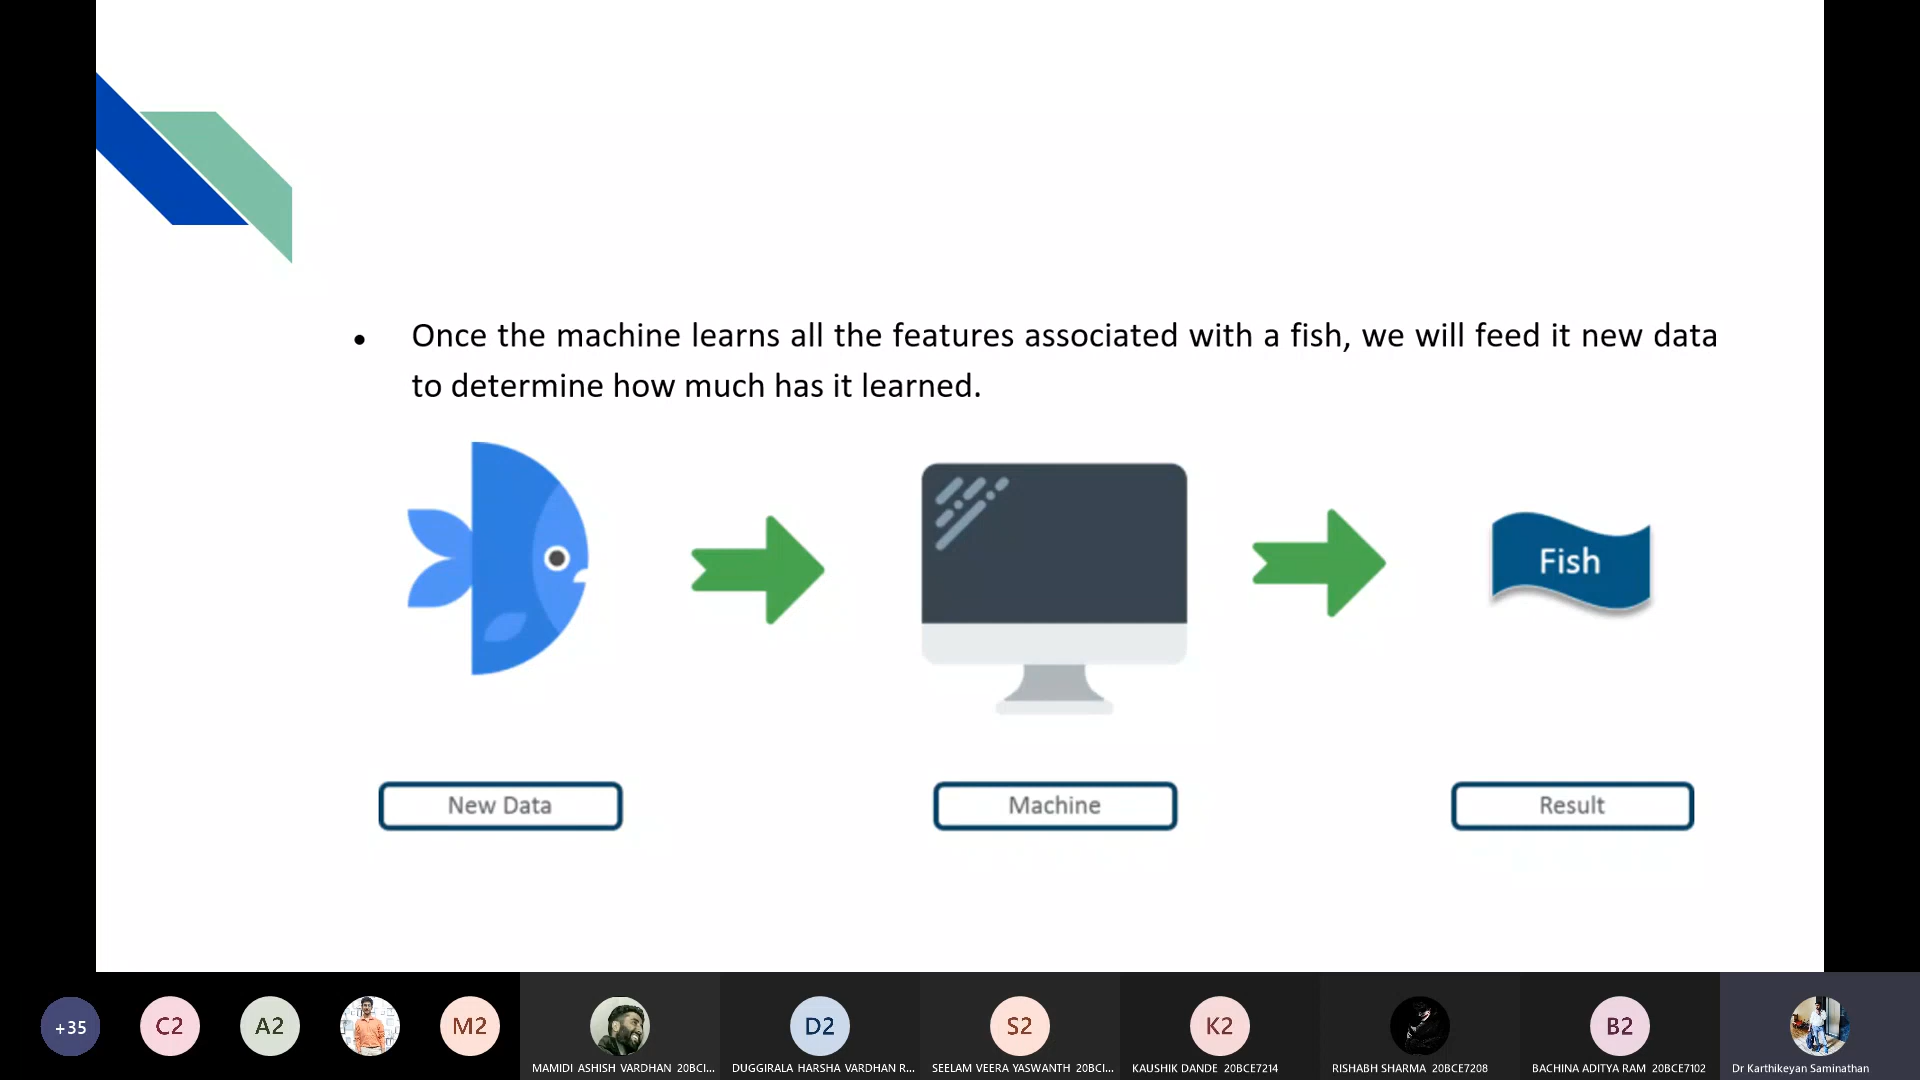 • Once the machine learns all the features associated with a fish, we will feed it new data
to determine how much has it learned.
Fish
New Data
Machine
Result
+35
C2
A2
M2
D2
S2
K2
B2
MAMIDI ASHISH VARDHAN 20BCI...
DUGGIRALA HARSHA VARDHAN R...
SEELAM VEERA YASWANTH 20BCI...
KAUSHIK DANDE 20BCE7214
RISHABH SHARMA 20BCE7208
BACHINA ADITYA RAM 20BCE7102
Dr Karthikeyan Saminathan